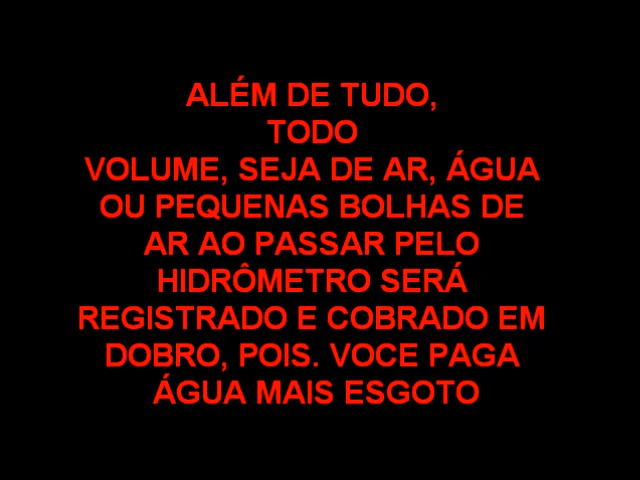 ALÉM DE TUDO,
TODO
VOLUME, SEJA DE AR, ÁGUA
OU PEQUENAS BOLHAS DE
AR AO PASSAR PELO
HIDRÔMETRO SERÁ
REGISTRADO E COBRADO EM
DOBRO, POIS. VOCE PAGA
ÁGUA MAIS ESGOTO